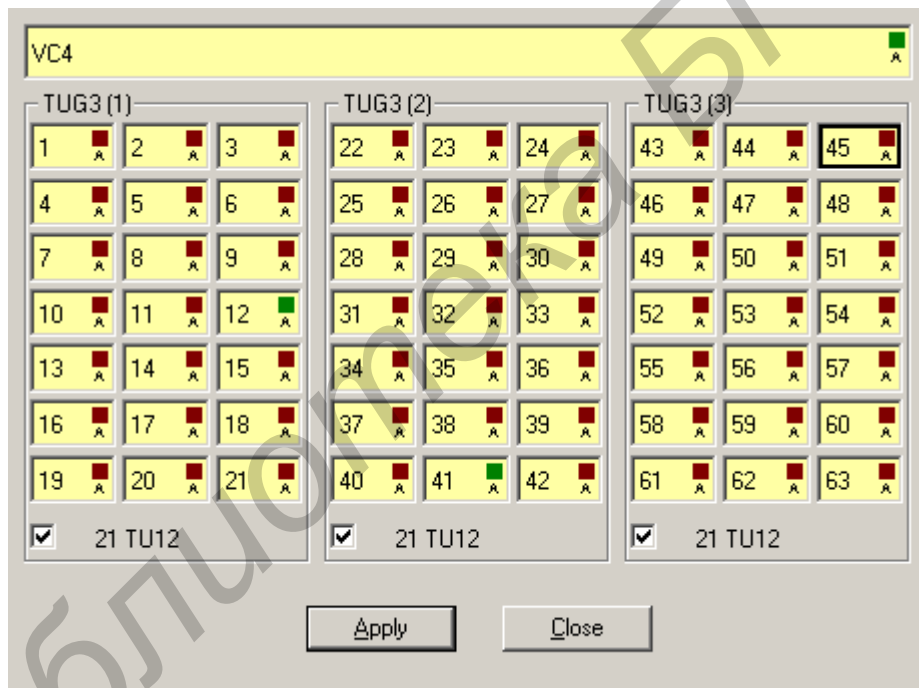 VC4 A
TUG3 (1) TUG3 (2) TUG3 (3)
1 A 2 A 3 A 22 A 23 A 24 A 43 A 44 A 45 A
4 A 5 A 6 A 25 A 26 A 27 A 46 A 47 A 48 A
7 A 8 A 9 A 28 A 29 A 30 A 49 A 50 A 51 A
10 A 11 A 12 A 31 A 32 A 33 A 52 A 53 A 54 A
13 A 14 A 15 A 34 A 35 A 36 A 55 A 56 A 57 A
16 A 17 A 18 A 37 A 38 A 39 A 58 A 59 A 60 A
19 A 20 A 21 A 40 A 41 A 42 A 61 A 62 A 63 A
21 TU12 21 TU12 21 TU12
Apply Close